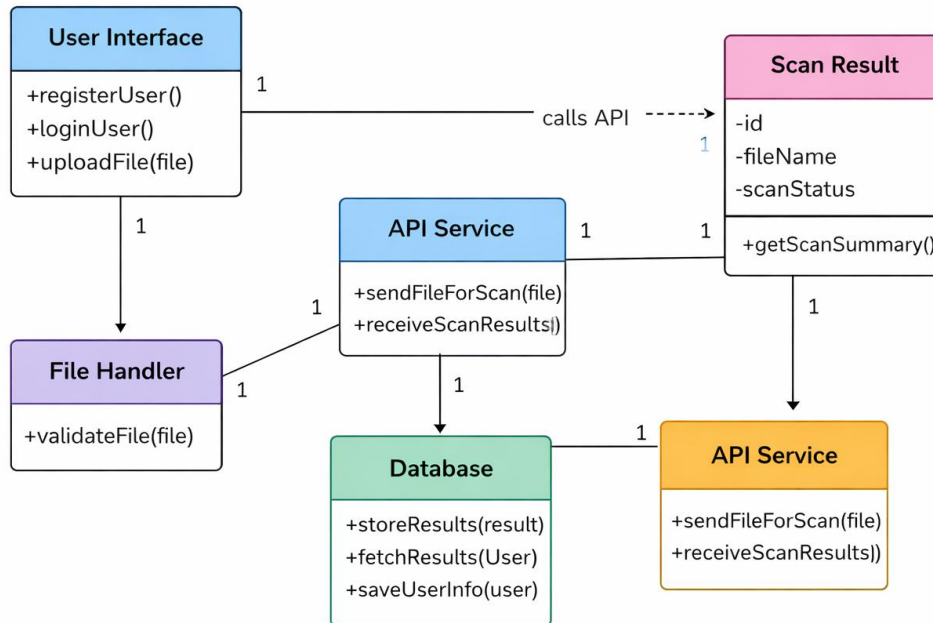 User Interface
+registerUser()
+loginUser()
+uploadFile(file)
1
calls API
1
Scan Result
-id
-fileName
-scanStatus
+getScanSummary()
1
API Service
+sendFileForScan(file)
+receiveScanResults)
1
1
1
1
File Handler
+validateFile(file)
1
1
Database
+storeResults(result)
+fetchResults(User)
+saveUserInfo(user)
1
1
API Service
+sendFileForScan(file)
+receiveScanResults)